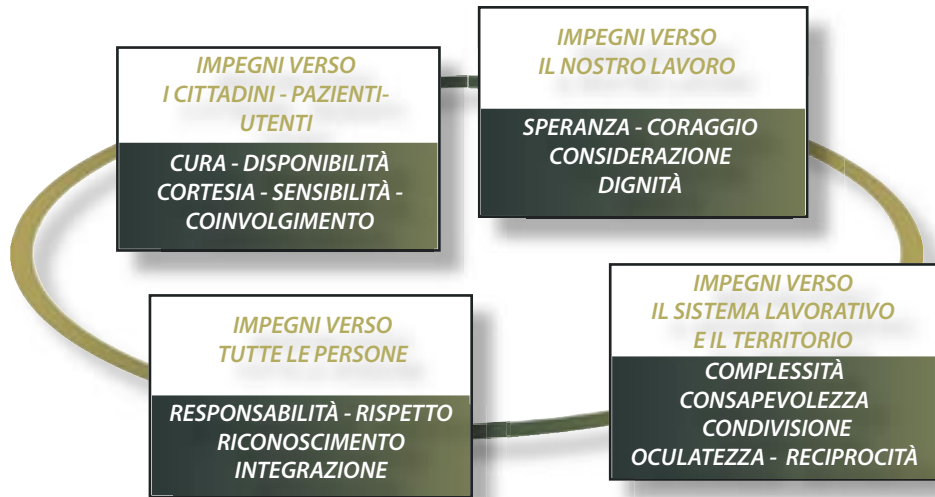 IMPEGNI VERSO
I CITTADINI - PAZIENTI-
UTENTI
CURA - DISPONIBILITÀ
CORTESIA - SENSIBILITÀ -
COINVOLGIMENTO
IMPEGNI VERSO
IL NOSTRO LAVORO
SPERANZA - CORAGGIO
CONSIDERAZIONE
DIGNITÀ
IMPEGNI VERSO
TUTTE LE PERSONE
RESPONSABILITÀ - RISPETTO
RICONOSCIMENTO
INTEGRAZIONE
IMPEGNI VERSO
IL SISTEMA LAVORATIVO
E IL TERRITORIO
COMPLESSITÀ
CONSAPEVOLEZZA
CONDIVISIONE
OCULATEZZA - RECIPROCITÀ